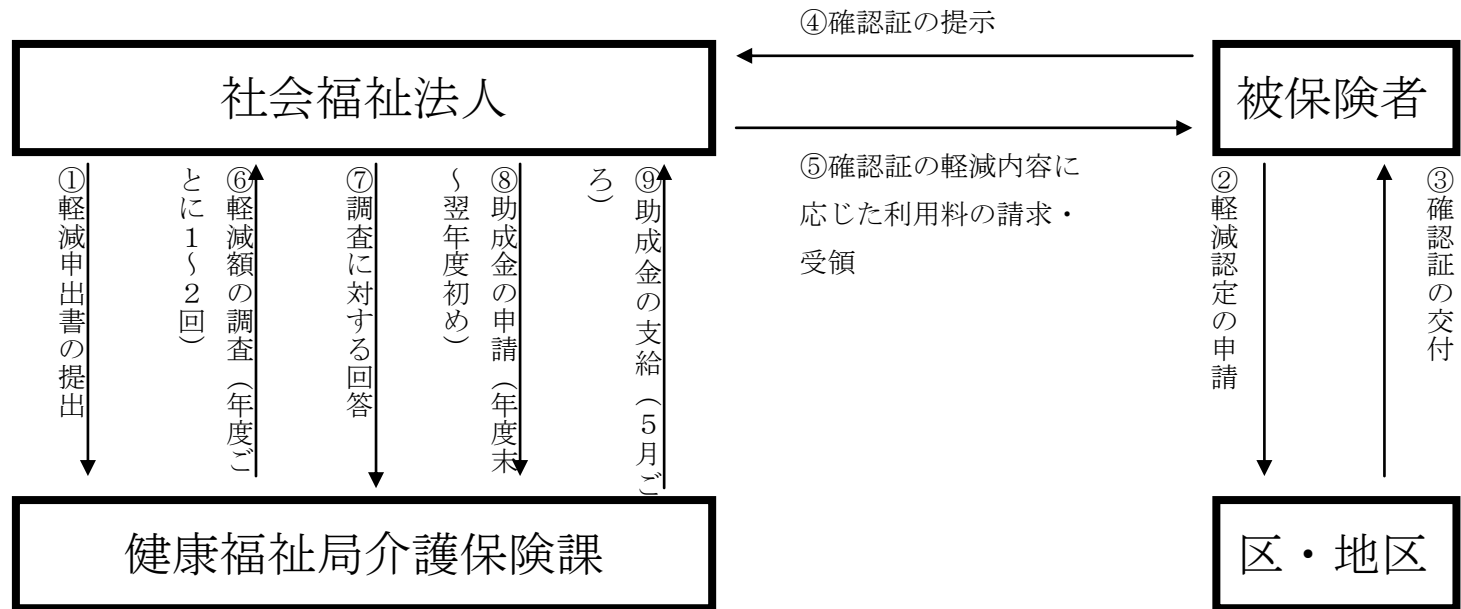 ④確認証の提示
社会福祉法人
被保険者
⑤確認証の軽減内容に
応じた利用料の請求・
受領
①軽減申出書の提出
⑥軽減額の調査（年度ご
とに１～２回）
⑦調査に対する回答
⑧助成金の申請（年度末
～翌年度初め）
⑨助成金の支給（５月ご
ろ）
②軽減認定の申請
③確認証の交付
健康福祉局介護保険課
区・地区